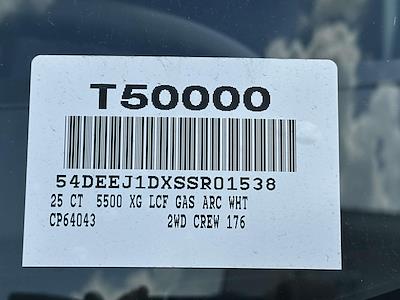 T50000
54DEEJ1DXSSR01538
25 CT 5500 XG LCF GAS ARC WHT
CP64043 2WD CREW 176